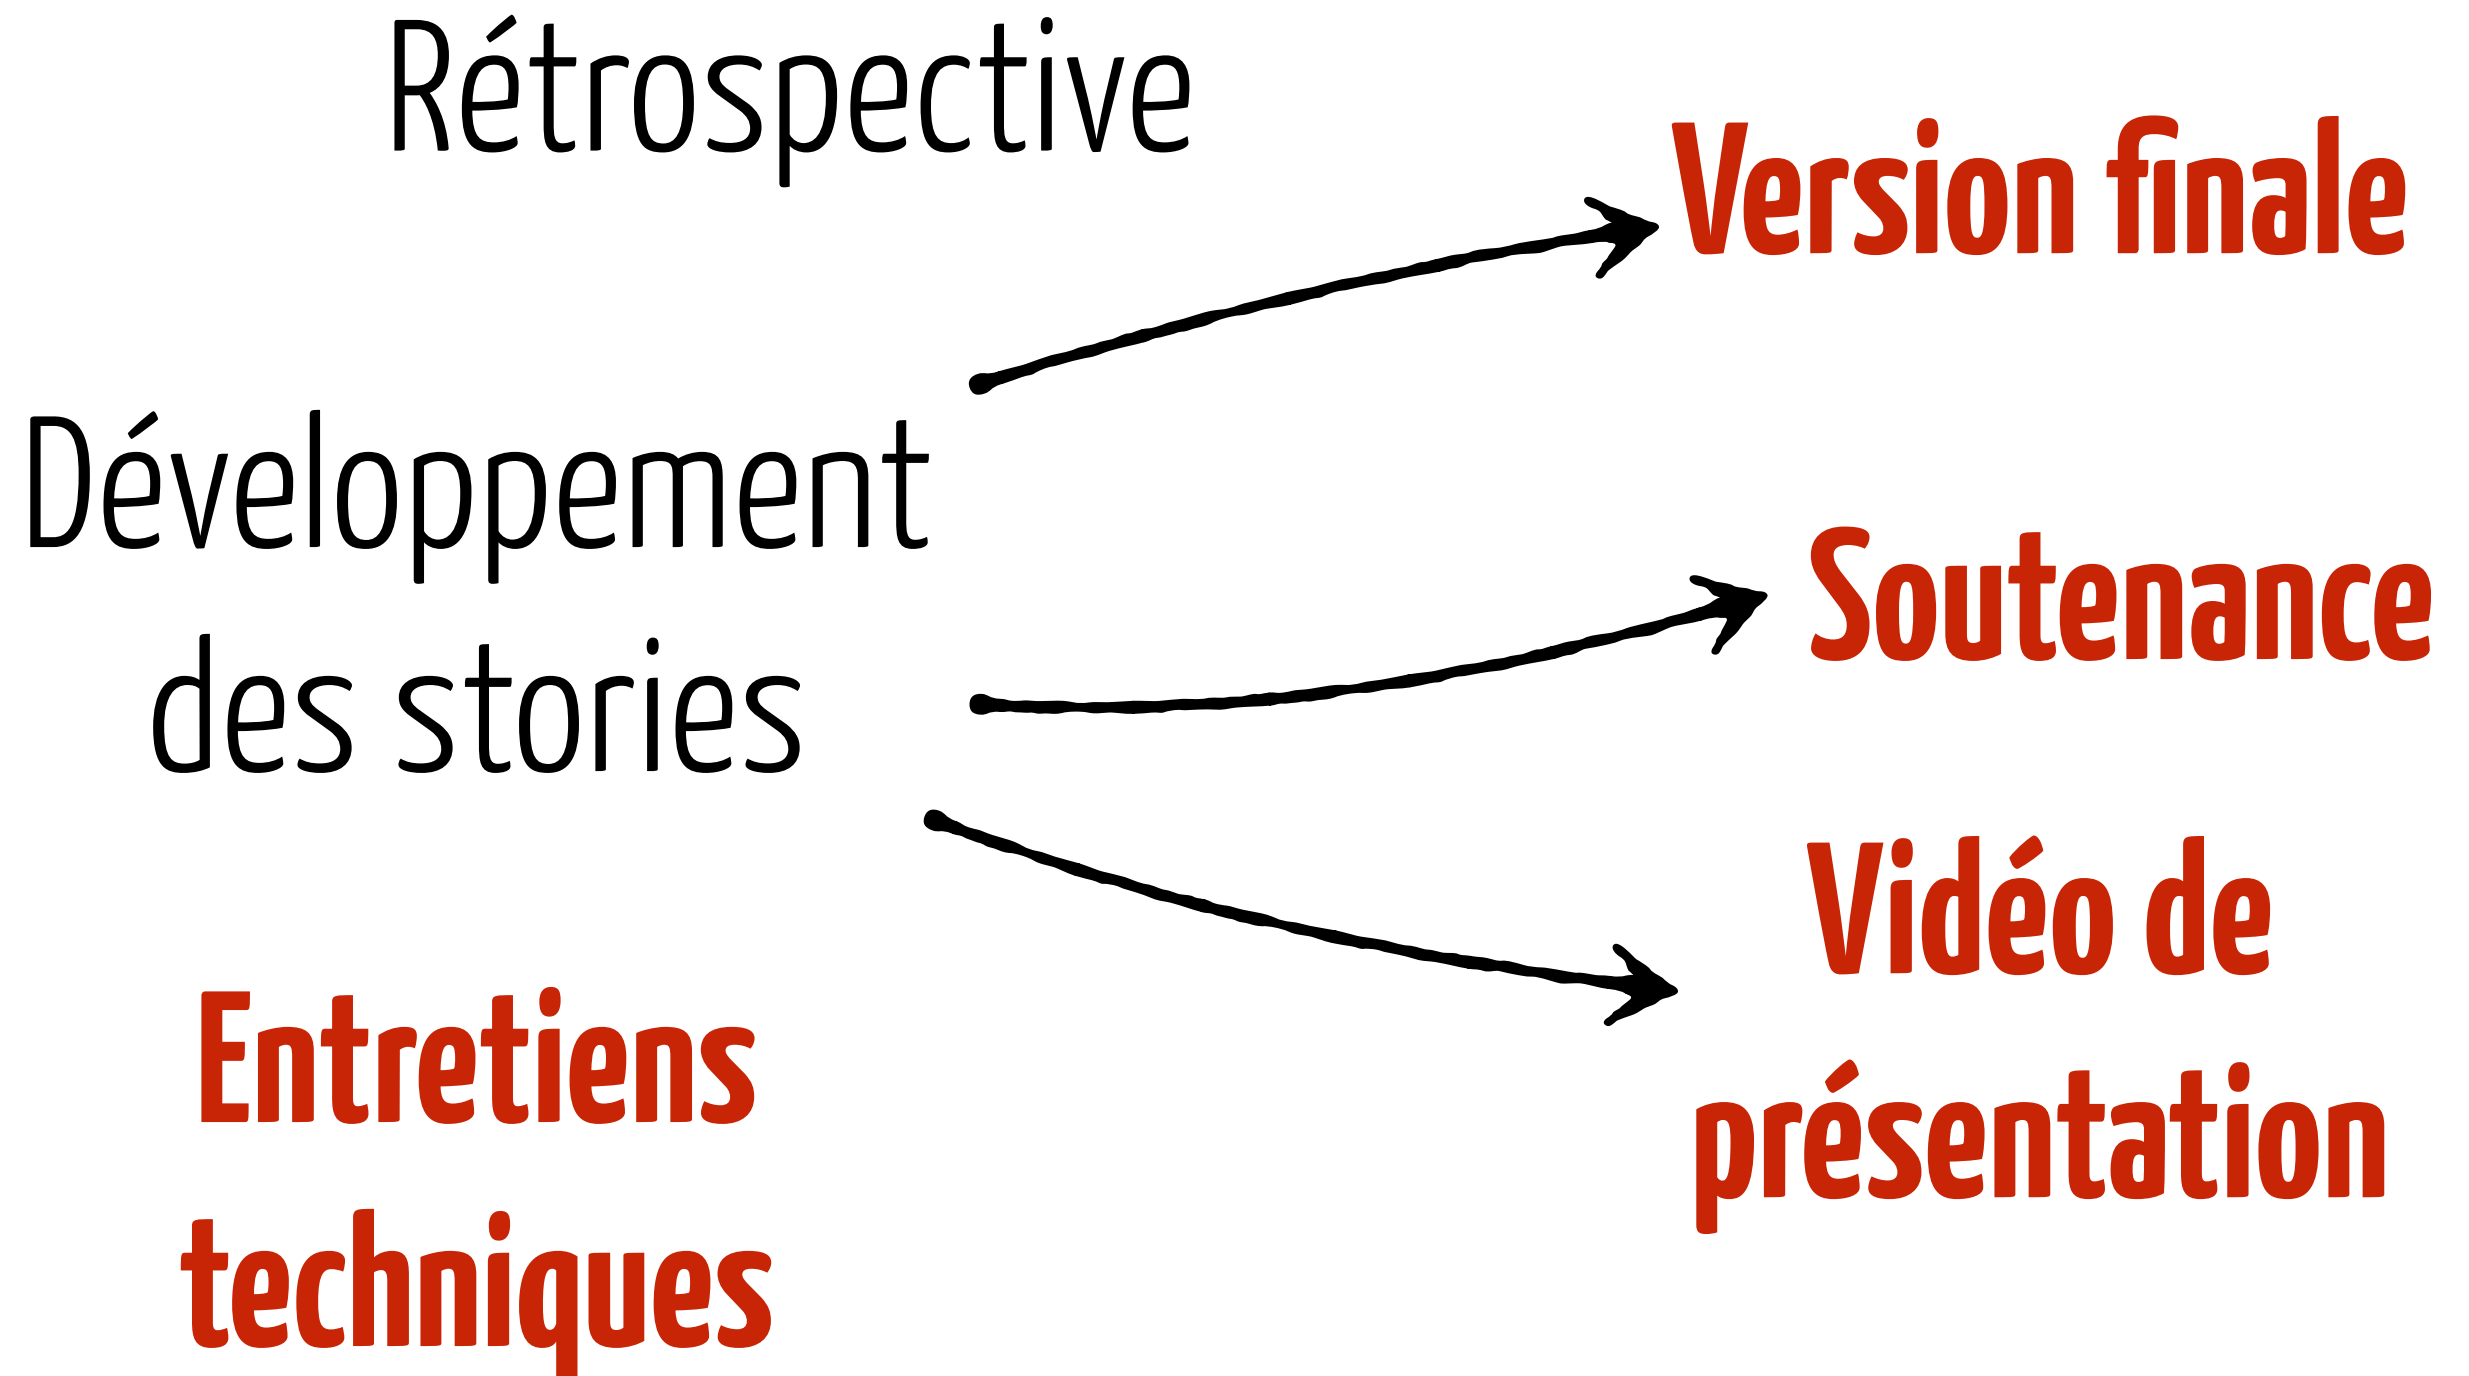 Rétrospective
Développement
des stories
Entretiens
techniques
Version finale
Soutenance
Vidéo de
présentation